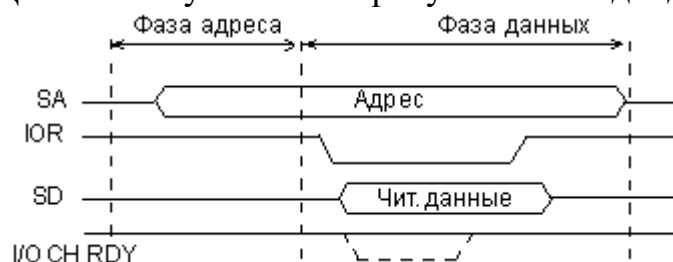 Фаза адреса Фаза данных
SA Адрес
IOR
SD Чит. данные
I/O CH RDY